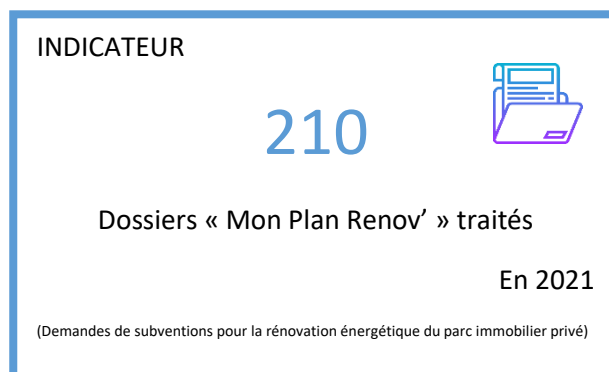 INDICATEUR
210
Dossiers « Mon Plan Renov’ » traités
En 2021
(Demandes de subventions pour la rénovation énergétique du parc immobilier privé)